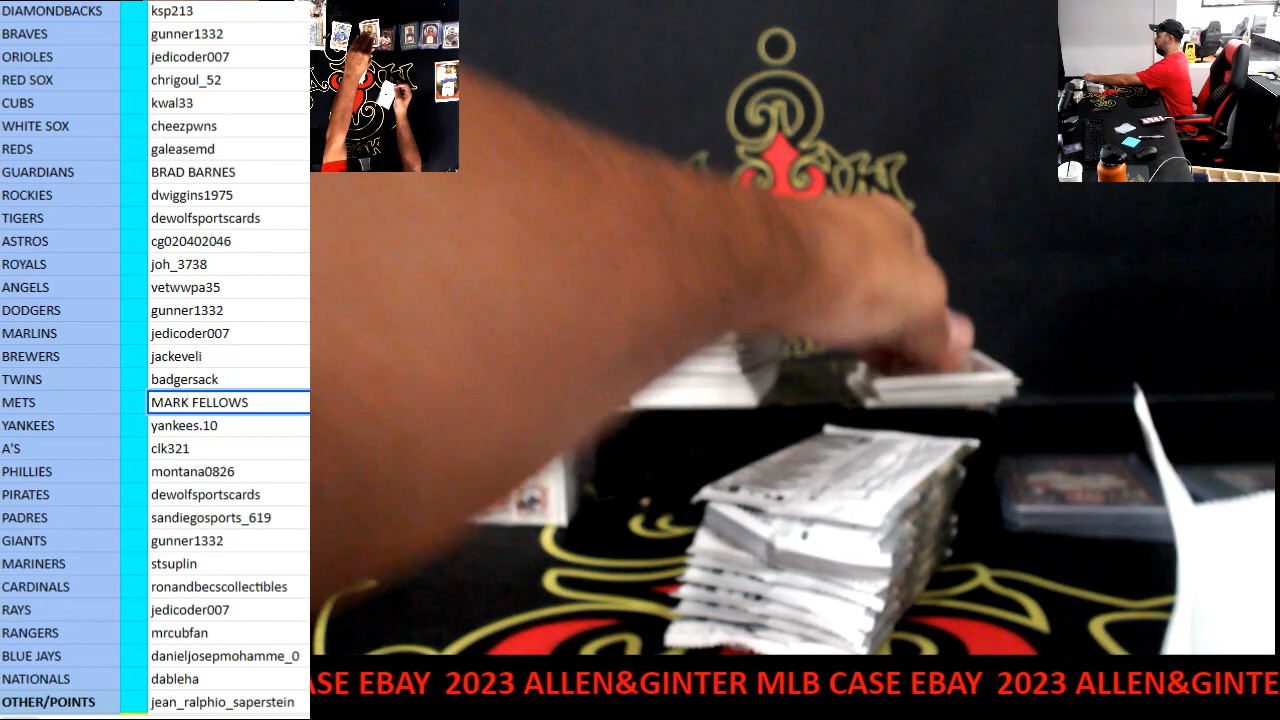 DIAMONDBACKS ksp213
BRAVES gunner1332
ORIOLES jedicoder007
RED SOX chrigoul_52
CUBS kwal33
WHITE SOX cheezpwns
REDS galeasemd
GUARDIANS BRAD BARNES
ROCKIES dwiggins1975
TIGERS dewolfsportscards
ASTROS cg020402046
ROYALS joh_3738
ANGELS vetwwpa35
DODGERS gunner1332
MARLINS jedicoder007
BREWERS jackeveli
TWINS badgersack
METS MARK FELLOWS
YANKEES yankees.10
A'S clk321
PHILLIES montana0826
PIRATES dewolfsportscards
PADRES sandiegosports_619
GIANTS gunner1332
MARINERS stsuplin
CARDINALS ronandbecscollectibles
RAYS jedicoder007
RANGERS mrcubfan
BLUE JAYS danieljosepmohamme_0
NATIONALS dableha
OTHER/POINTS jean_ralphio_saperstein
ASE EBAY 2023 ALLEN&GINTER MLB CASE EBAY 2023 ALLEN&GINTE